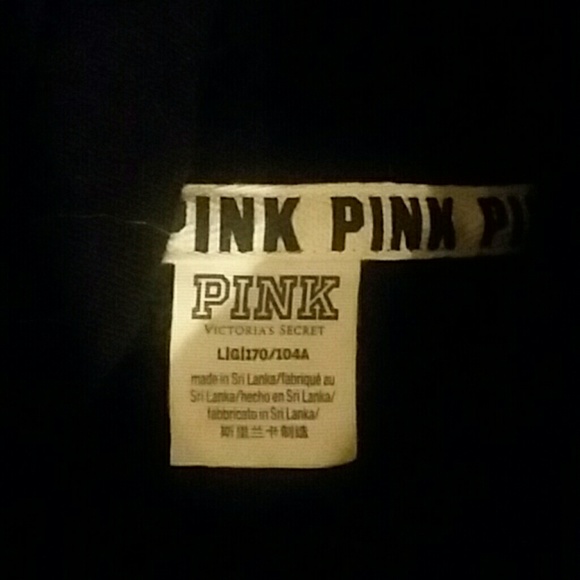 PINK PINK PI
PINK
VICTORIA'S SECRET
L|G|170/104A
made in Sri Lanka/fabriqué au
Sri Lanka/hecho en Sri Lanka/
fabbricato in Sri Lanka/
斯里兰卡制造